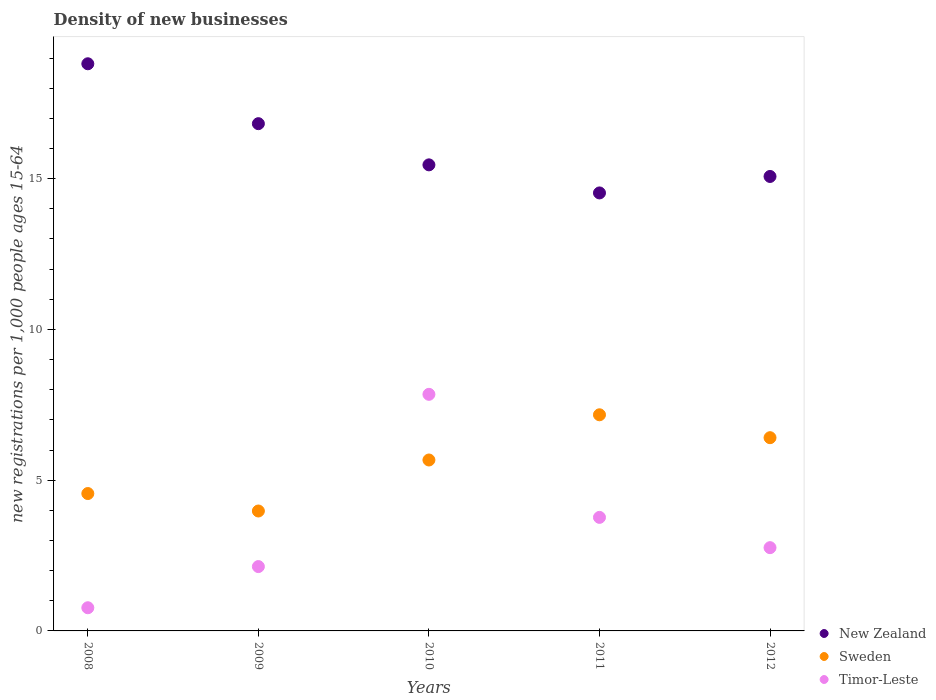 Density of new businesses
new registrations per 1,000 people ages 15-64
15
10
5
0
2008
2009
2010
2011
2012
Years
New Zealand
Sweden
Timor-Leste